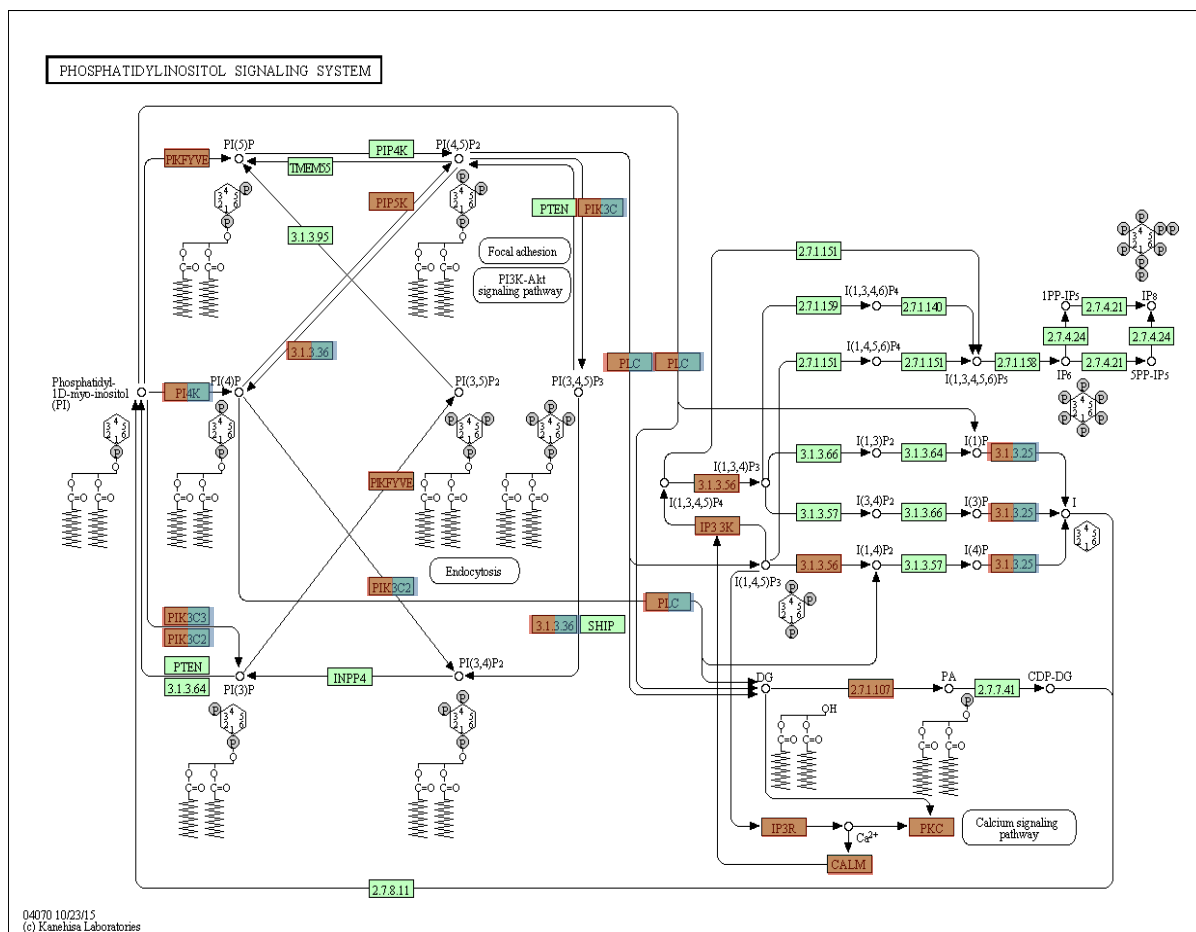 PHOSPHATIDYLINOSITOL SIGNALING SYSTEM
PIKFYVE
PI(5)P
PIP4K
TMEM55
PI(4,5)P2
PIP5K
3.1.3.95
PTEN
PIK3C
Focal adhesion
PI3K-Akt
signaling pathway
3.1.3.36
Phosphatidyl-
1D-myo-inositol
(PI)
PI4K
PI(4)P
PI(3,5)P2
PI(3,4,5)P3
PLC
PLC
PIKFYVE
Endocytosis
PIK3C2
PIK3C3
PIK3C2
PTEN
3.1.3.64
PI(3)P
INPP4
PI(3,4)P2
3.1.3.36
SHIP
PLC
2.7.1.151
2.7.1.159
I(1,3,4,6)P4
2.7.1.140
2.7.1.151
I(1,4,5,6)P4
2.7.1.151
I(1,3,4,5,6)P5
2.7.1.158
1PP-IP5
2.7.4.21
IP8
2.7.4.24
2.7.4.24
IP6
2.7.4.21
5PP-IP5
I(1,3,4)P3
3.1.3.56
I(1,3,4,5)P4
IP3 3K
3.1.3.66
I(1,3)P2
3.1.3.64
I(1)P
3.1.3.25
3.1.3.57
I(3,4)P2
3.1.3.66
I(3)P
3.1.3.25
I
I(1,4,5)P3
3.1.3.56
I(1,4)P2
3.1.3.57
I(4)P
3.1.3.25
DG
2.7.1.107
PA
2.7.7.41
CDP-DG
OH
IP3R
Ca2+
PKC
CALM
Calcium signaling
pathway
2.7.8.11
04070 10/23/15
(c) Kanehisa Laboratories